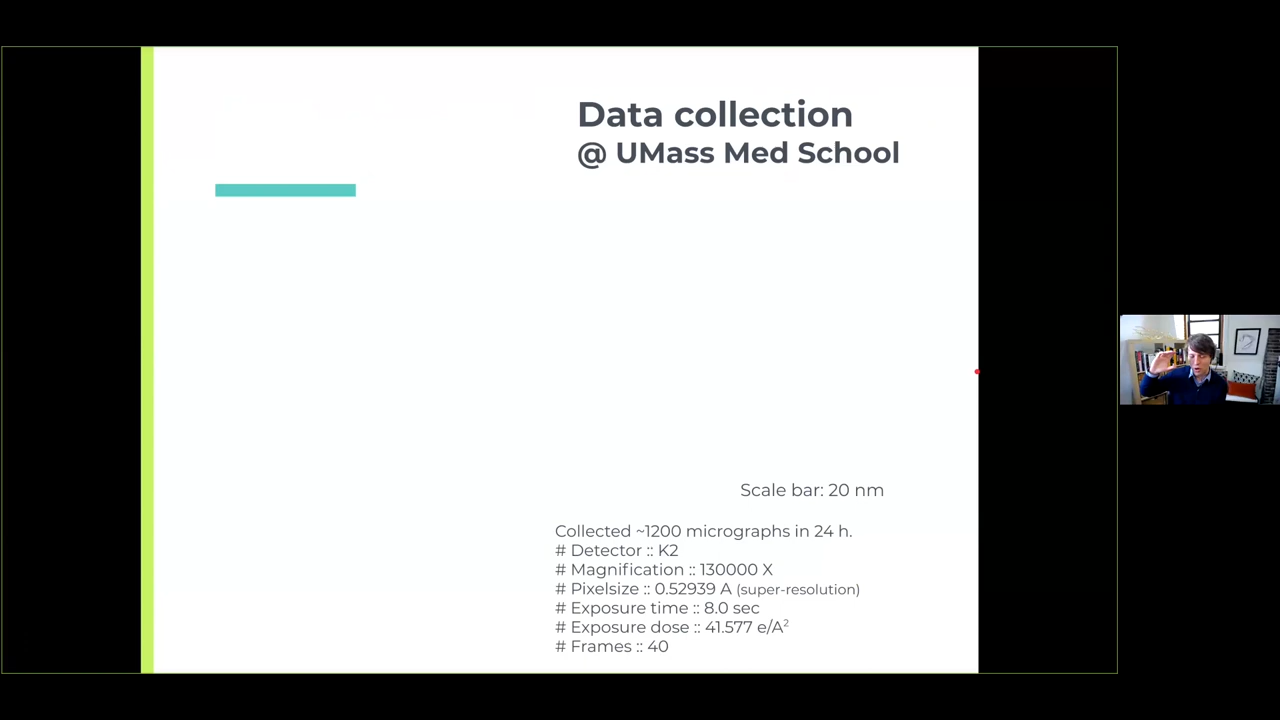 Data collection
@ UMass Med School
Scale bar: 20 nm
Collected ~1200 micrographs in 24 h.
# Detector :: K2
# Magnification :: 130000 X
# Pixelsize :: 0.52939 A (super-resolution)
# Exposure time :: 8.0 sec
# Exposure dose :: 41.577 e/A²
# Frames :: 40